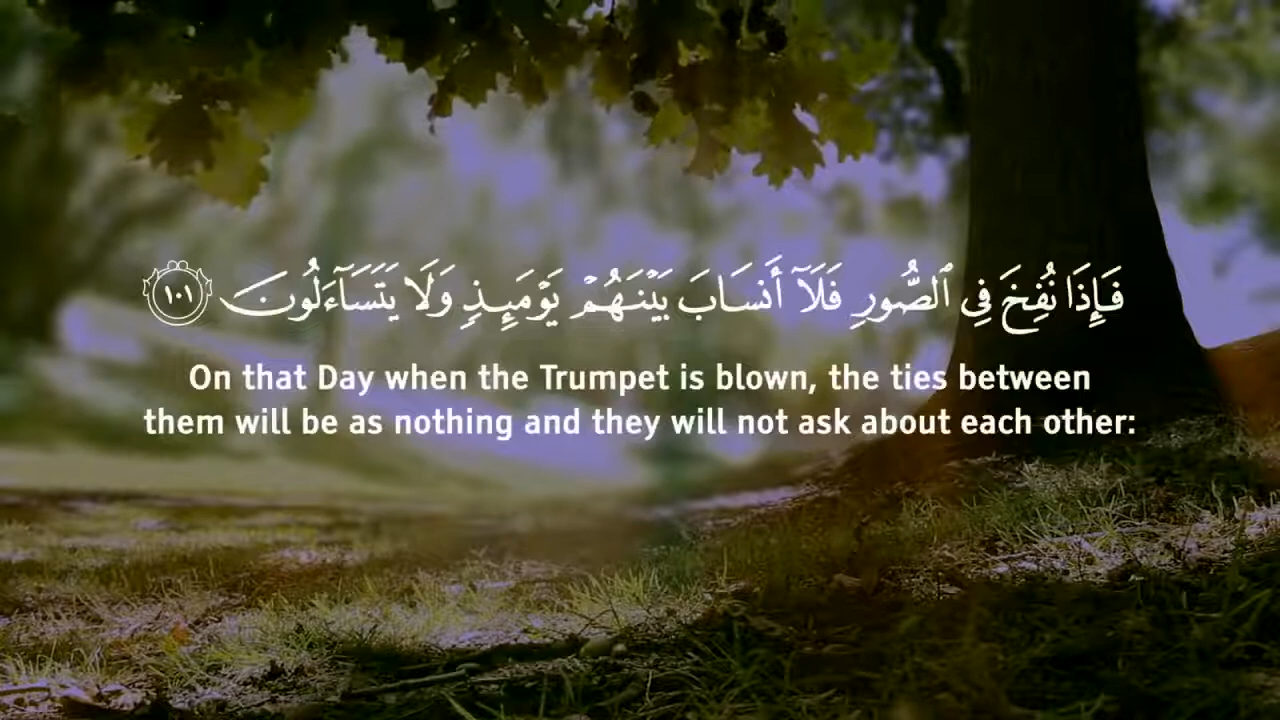 فَإِذَا نُفِخَ فِى ٱلصُّورِ فَلَآ أَنسَابَ بَيْنَهُمْ يَوْمَئِذٍ وَلَا يَتَسَآءَلُونَ ١٠١
On that Day when the Trumpet is blown, the ties between
them will be as nothing and they will not ask about each other: